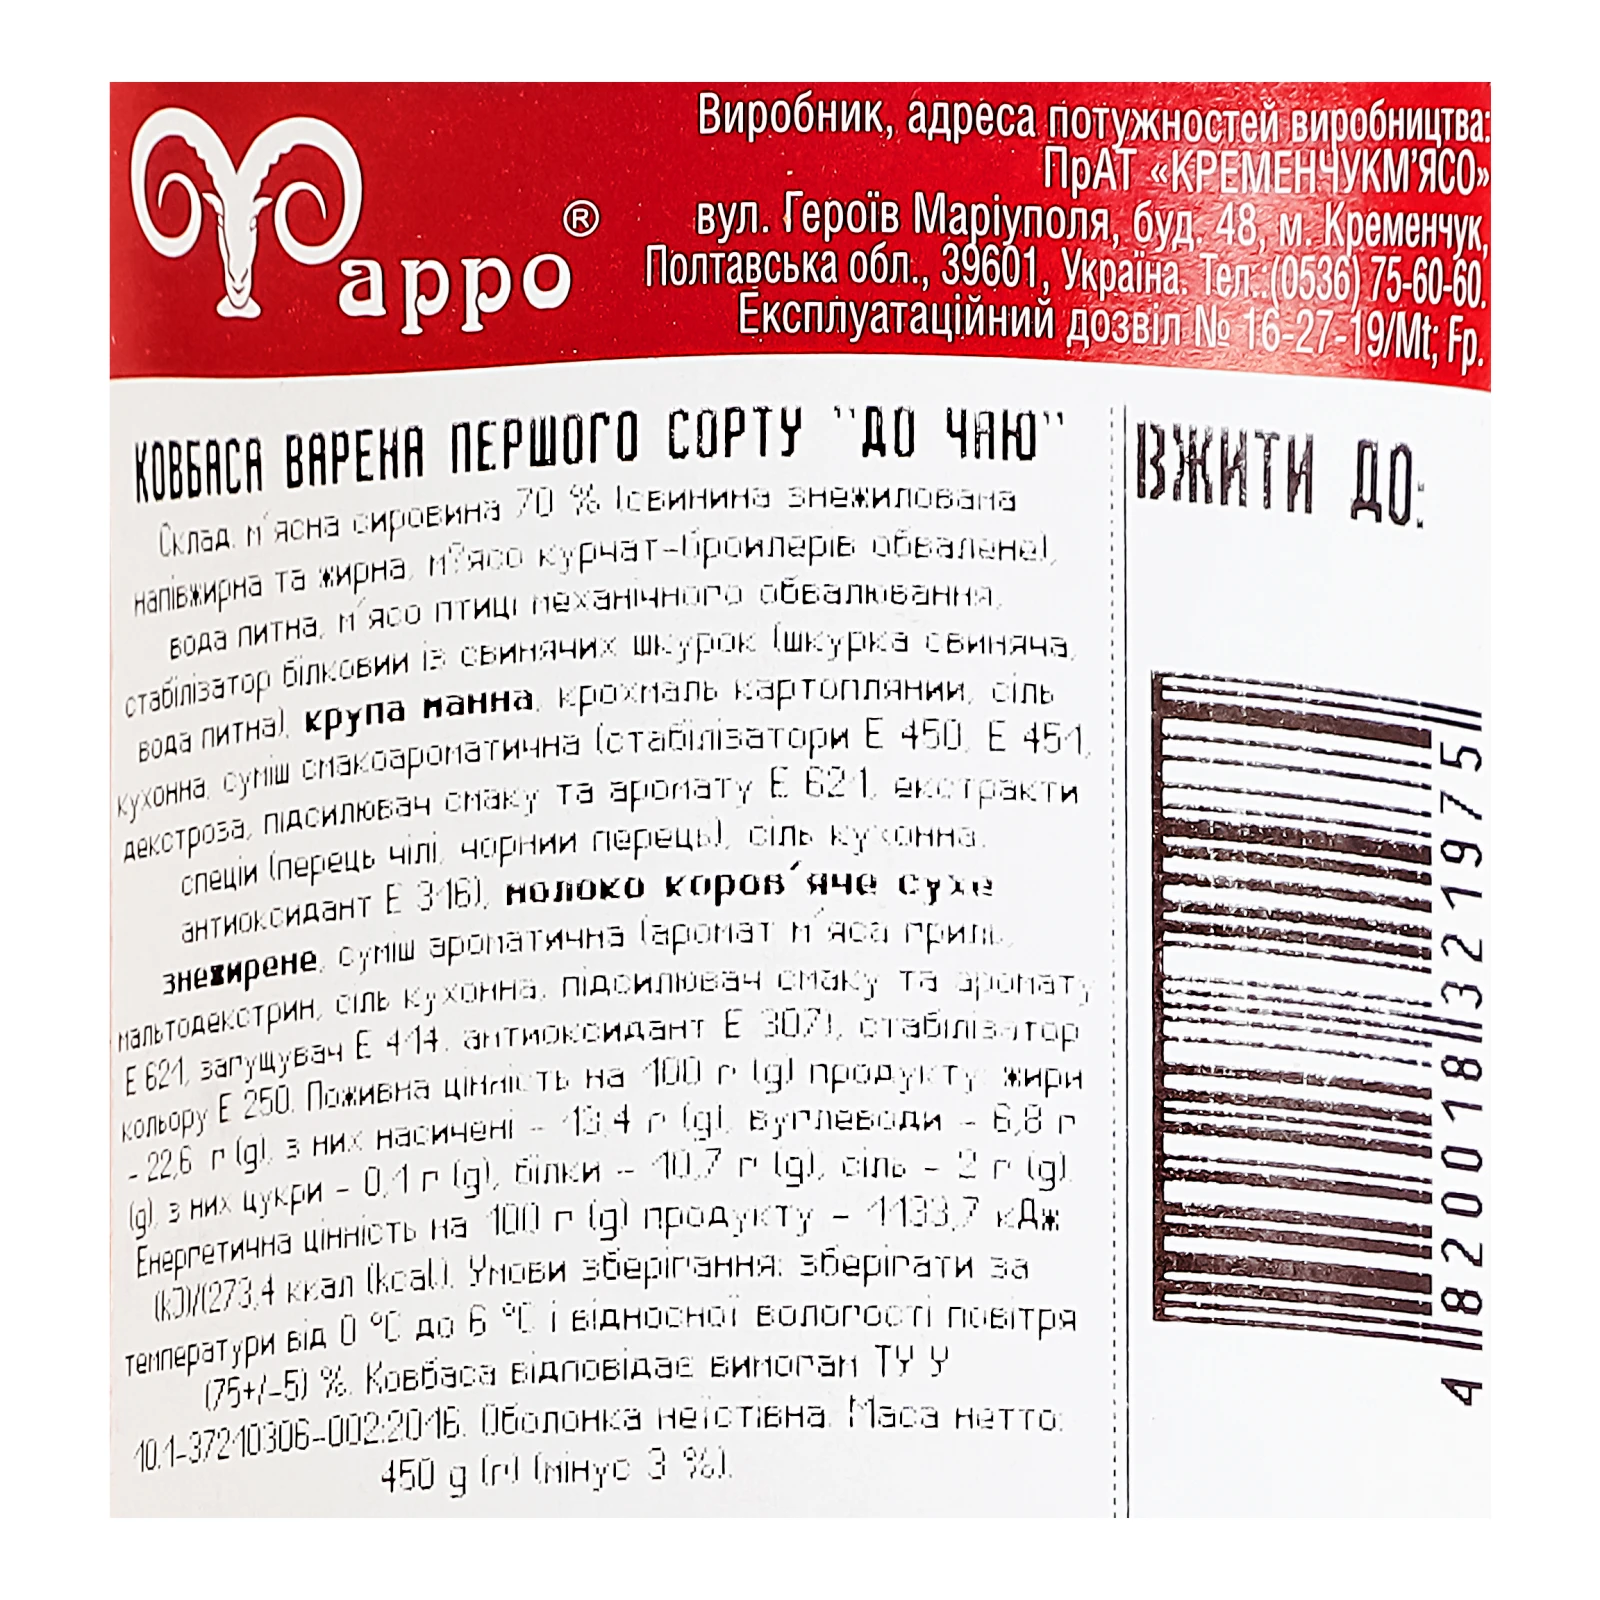 Yappo ®
Виробник, адреса потужностей виробництва:
ПрАТ «КРЕМЕНЧУКМ'ЯСО»
вул. Героїв Маріуполя, буд. 48, м. Кременчук,
Полтавська обл., 39601, Україна. Тел.:(0536) 75-60-60.
Експлуатаційний дозвіл № 16-27-19/Mt; Fp.
КОВБАСА ВАРЕНА ПЕРШОГО СОРТУ "ДО ЧАЮ"
Склад: м'ясна сировина 70 % (свинина знежилована
напівжирна та жирна, м?ясо курчат-бройлерів обвалене),
вода питна, м'ясо птиці механічного обвалювання,
стабілізатор білковий із свинячих шкурок (шкурка свиняча,
вода питна), крупа манна, крохмаль картопляний, сіль
кухонна, суміш смакоароматична (стабілізатори Е 450, Е 451,
декстроза, підсилювач смаку та аромату Е 621, екстракти
спецій (перець чілі, чорний перець), сіль кухонна,
антиоксидант Е 316), молоко коров'яче сухе
знежирене, суміш ароматична (аромат м'яса гриль,
мальтодекстрин, сіль кухонна, підсилювач смаку та аромату
Е 621, загущувач Е 414, антиоксидант Е 307), стабілізатор
кольору Е 250. Поживна цінність на 100 г (g) продукту: жири
- 22,6 г (g), з них насичені - 13,4 г (g), вуглеводи - 6,8 г
(g), з них цукри - 0,1 г (g), білки - 10,7 г (g), сіль - 2 г (g).
Енергетична цінність на 100 г (g) продукту - 1133,7 кДж
(kJ)/(273,4 ккал (kcal). Умови зберігання: зберігати за
температури від 0 °С до 6 °С і відносної вологості повітря
(75+/-5) %. Ковбаса відповідає вимогам ТУ У
10.1-37210306-002:2016. Оболонка неїстівна. Маса нетто:
450 g (г) (мінус 3 %).
ВЖИТИ ДО:
4 820018 321975